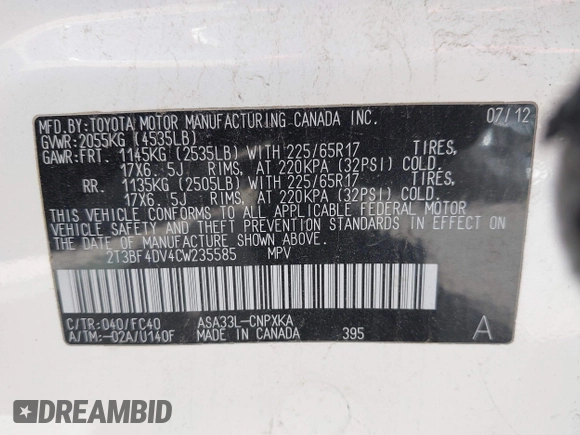 MFD.BY:TOYOTA MOTOR MANUFACTURING CANADA INC. 07/12
GVWR:2055KG (4535LB)
GAWR:FRT. 1145KG (2535LB) WITH 225/65R17 TIRES,
17X6.5J RIMS, AT 220KPA (32PSI) COLD.
RR. 1135KG (2505LB) WITH 225/65R17 TIRES,
17X6.5J RIMS, AT 220KPA (32PSI) COLD.
THIS VEHICLE CONFORMS TO ALL APPLICABLE FEDERAL MOTOR
VEHICLE SAFETY AND THEFT PREVENTION STANDARDS IN EFFECT
ON THE DATE OF MANUFACTURE SHOWN ABOVE.
2T3BF4DV4CW235585 MPV
C/TR:040/FC40 ASA33L-CNPXKA A
A/TM:-02A/U140F MADE IN CANADA 395
DREAMBID